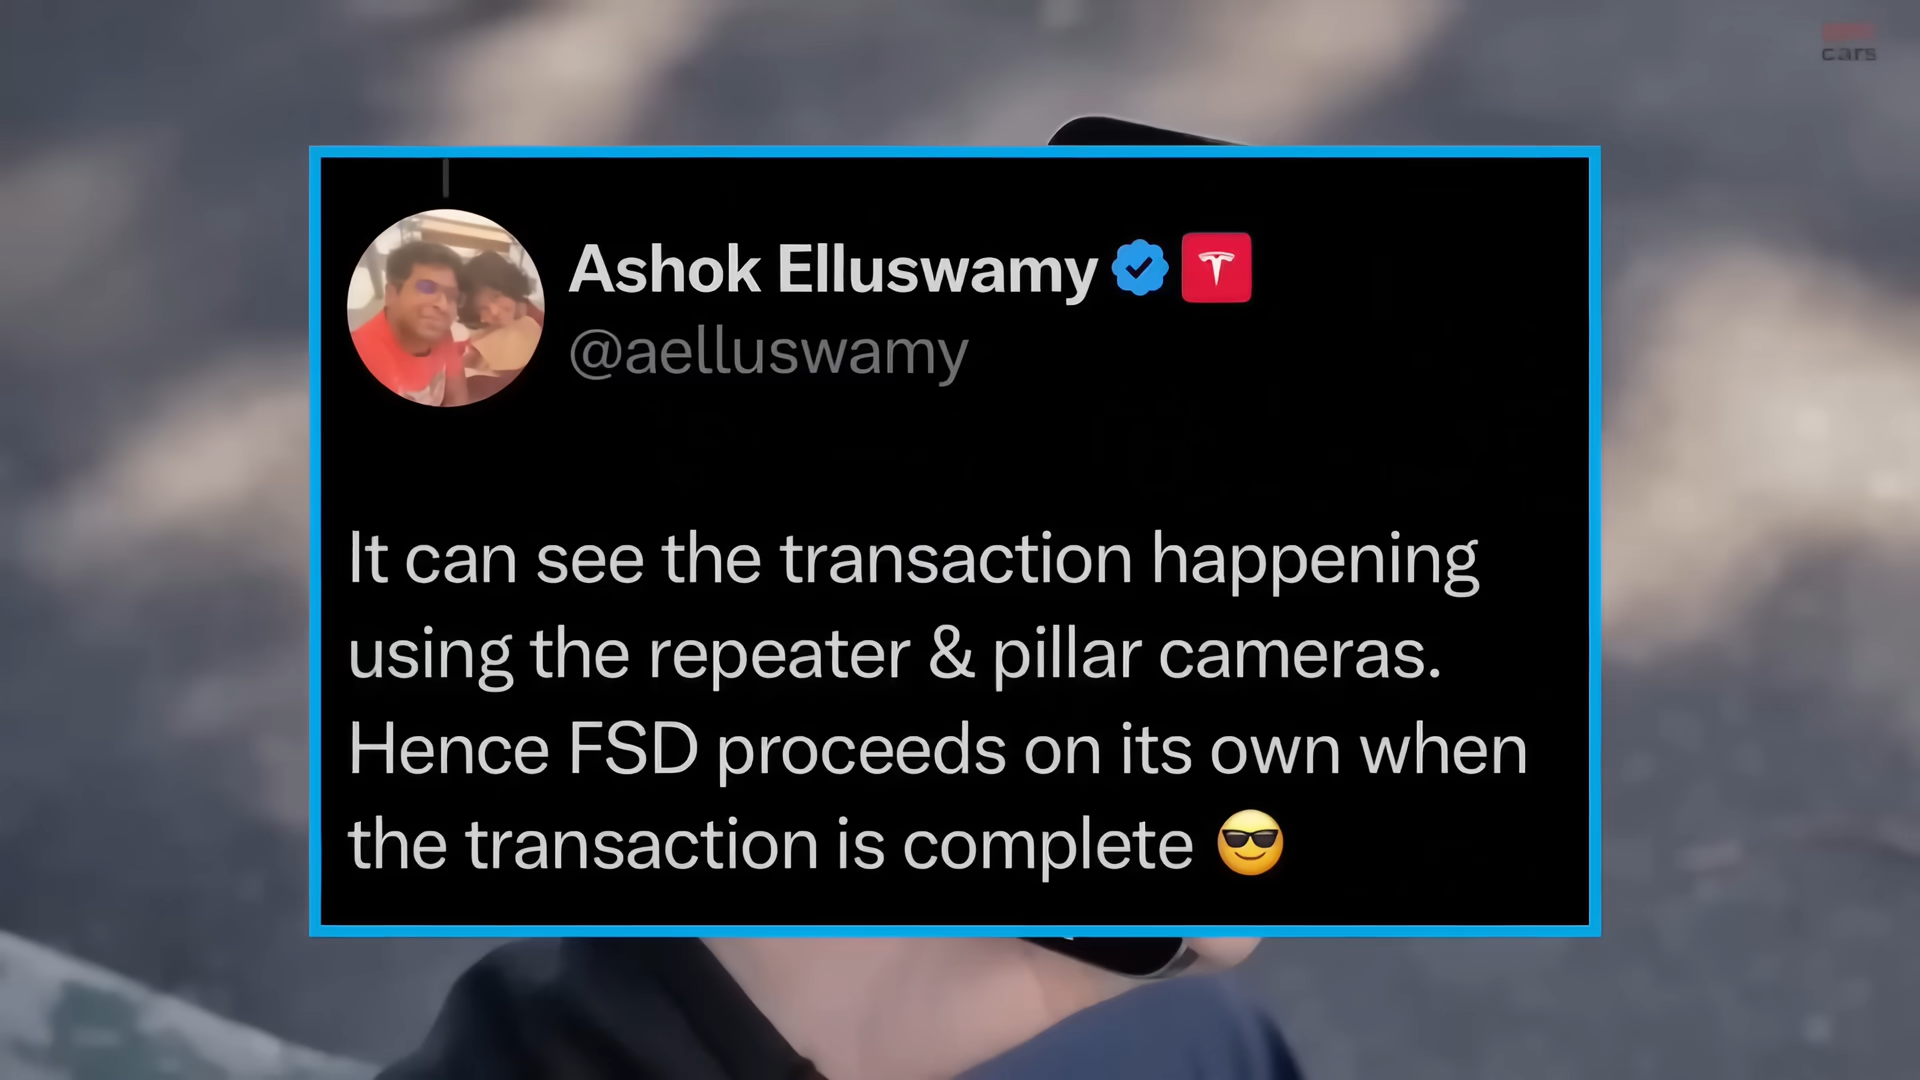 cars
Ashok Elluswamy
@aelluswamy
It can see the transaction happening
using the repeater & pillar cameras.
Hence FSD proceeds on its own when
the transaction is complete 😎